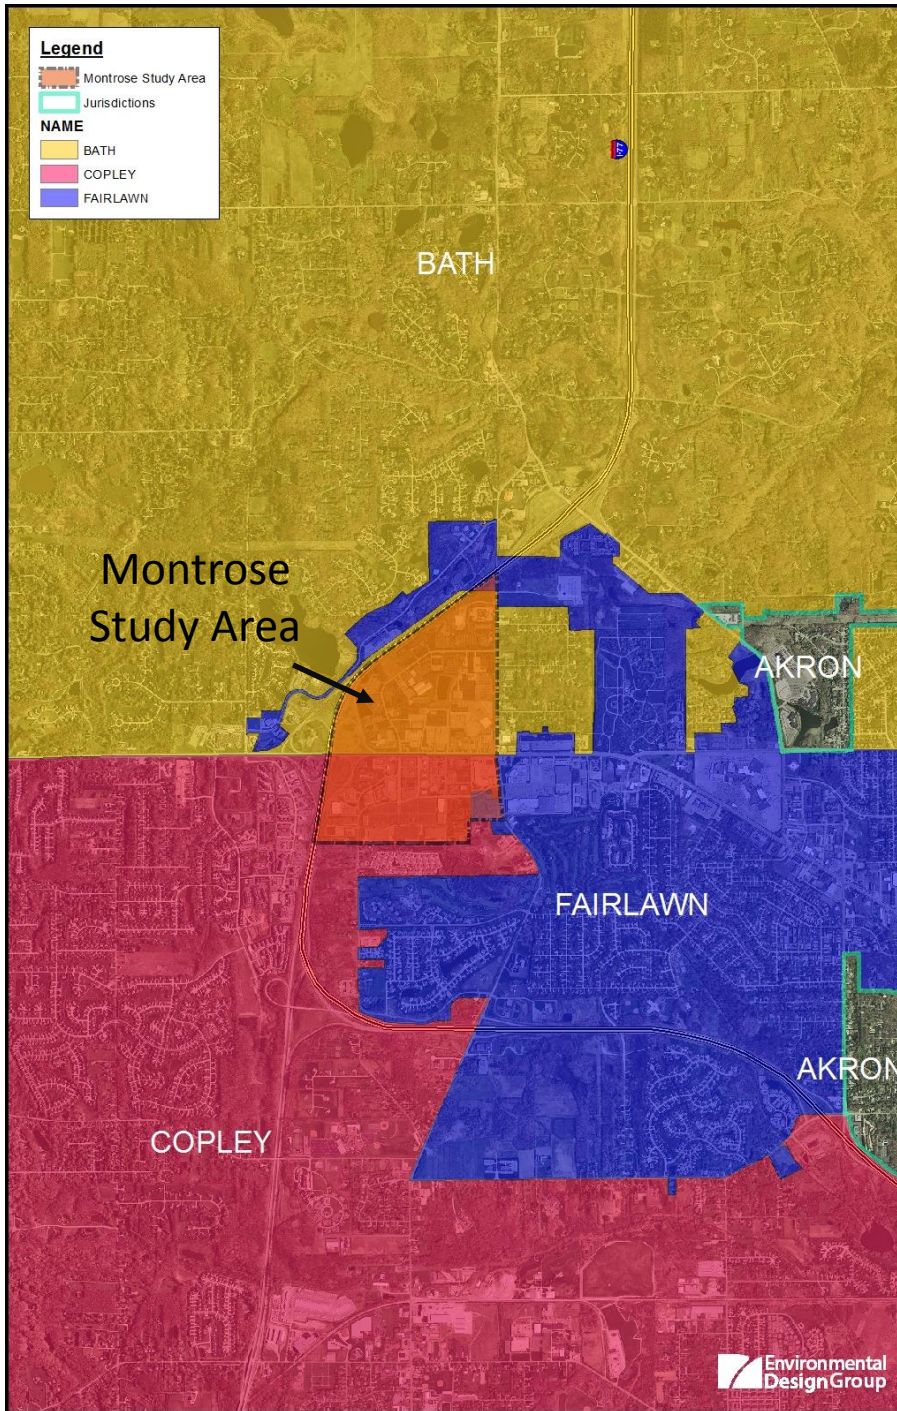 Legend
Montrose Study Area
Jurisdictions
NAME
BATH
COPLEY
FAIRLAWN
I-77
BATH
Montrose
Study Area
AKRON
FAIRLAWN
AKRON
COPLEY
Environmental
DesignGroup